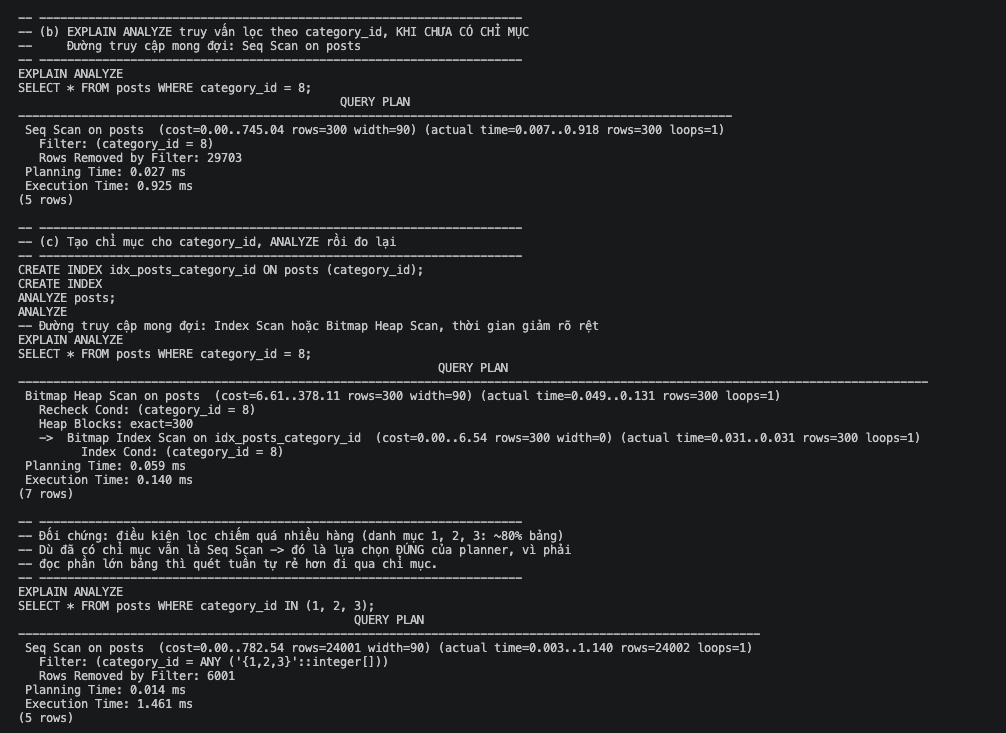 -- --------------------------------------------------------------------
-- (b) EXPLAIN ANALYZE truy vấn lọc theo category_id, KHI CHƯA CÓ CHỈ MỤC
--     Đường truy cập mong đợi: Seq Scan on posts
-- --------------------------------------------------------------------
EXPLAIN ANALYZE
SELECT * FROM posts WHERE category_id = 8;
QUERY PLAN
------------------------------------------------------------------------------------------------------
Seq Scan on posts  (cost=0.00..745.04 rows=300 width=90) (actual time=0.007..0.918 rows=300 loops=1)
  Filter: (category_id = 8)
  Rows Removed by Filter: 29703
Planning Time: 0.027 ms
Execution Time: 0.925 ms
(5 rows)

-- --------------------------------------------------------------------
-- (c) Tạo chỉ mục cho category_id, ANALYZE rồi đo lại
-- --------------------------------------------------------------------
CREATE INDEX idx_posts_category_id ON posts (category_id);
CREATE INDEX
ANALYZE posts;
ANALYZE
-- Đường truy cập mong đợi: Index Scan hoặc Bitmap Heap Scan, thời gian giảm rõ rệt
EXPLAIN ANALYZE
SELECT * FROM posts WHERE category_id = 8;
QUERY PLAN
----------------------------------------------------------------------------------------------------------------------------------
Bitmap Heap Scan on posts  (cost=6.61..378.11 rows=300 width=90) (actual time=0.049..0.131 rows=300 loops=1)
  Recheck Cond: (category_id = 8)
  Heap Blocks: exact=300
  ->  Bitmap Index Scan on idx_posts_category_id  (cost=0.00..6.54 rows=300 width=0) (actual time=0.031..0.031 rows=300 loops=1)
        Index Cond: (category_id = 8)
Planning Time: 0.059 ms
Execution Time: 0.140 ms
(7 rows)

-- --------------------------------------------------------------------
-- Đối chứng: điều kiện lọc chiếm quá nhiều hàng (danh mục 1, 2, 3: ~80% bảng)
-- Dù đã có chỉ mục vẫn là Seq Scan -> đó là lựa chọn ĐÚNG của planner, vì phải
-- đọc phần lớn bảng thì quét tuần tự rẻ hơn đi qua chỉ mục.
-- --------------------------------------------------------------------
EXPLAIN ANALYZE
SELECT * FROM posts WHERE category_id IN (1, 2, 3);
QUERY PLAN
----------------------------------------------------------------------------------------------------------
Seq Scan on posts  (cost=0.00..782.54 rows=24001 width=90) (actual time=0.003..1.140 rows=24002 loops=1)
  Filter: (category_id = ANY ('{1,2,3}'::integer[]))
  Rows Removed by Filter: 6001
Planning Time: 0.014 ms
Execution Time: 1.461 ms
(5 rows)